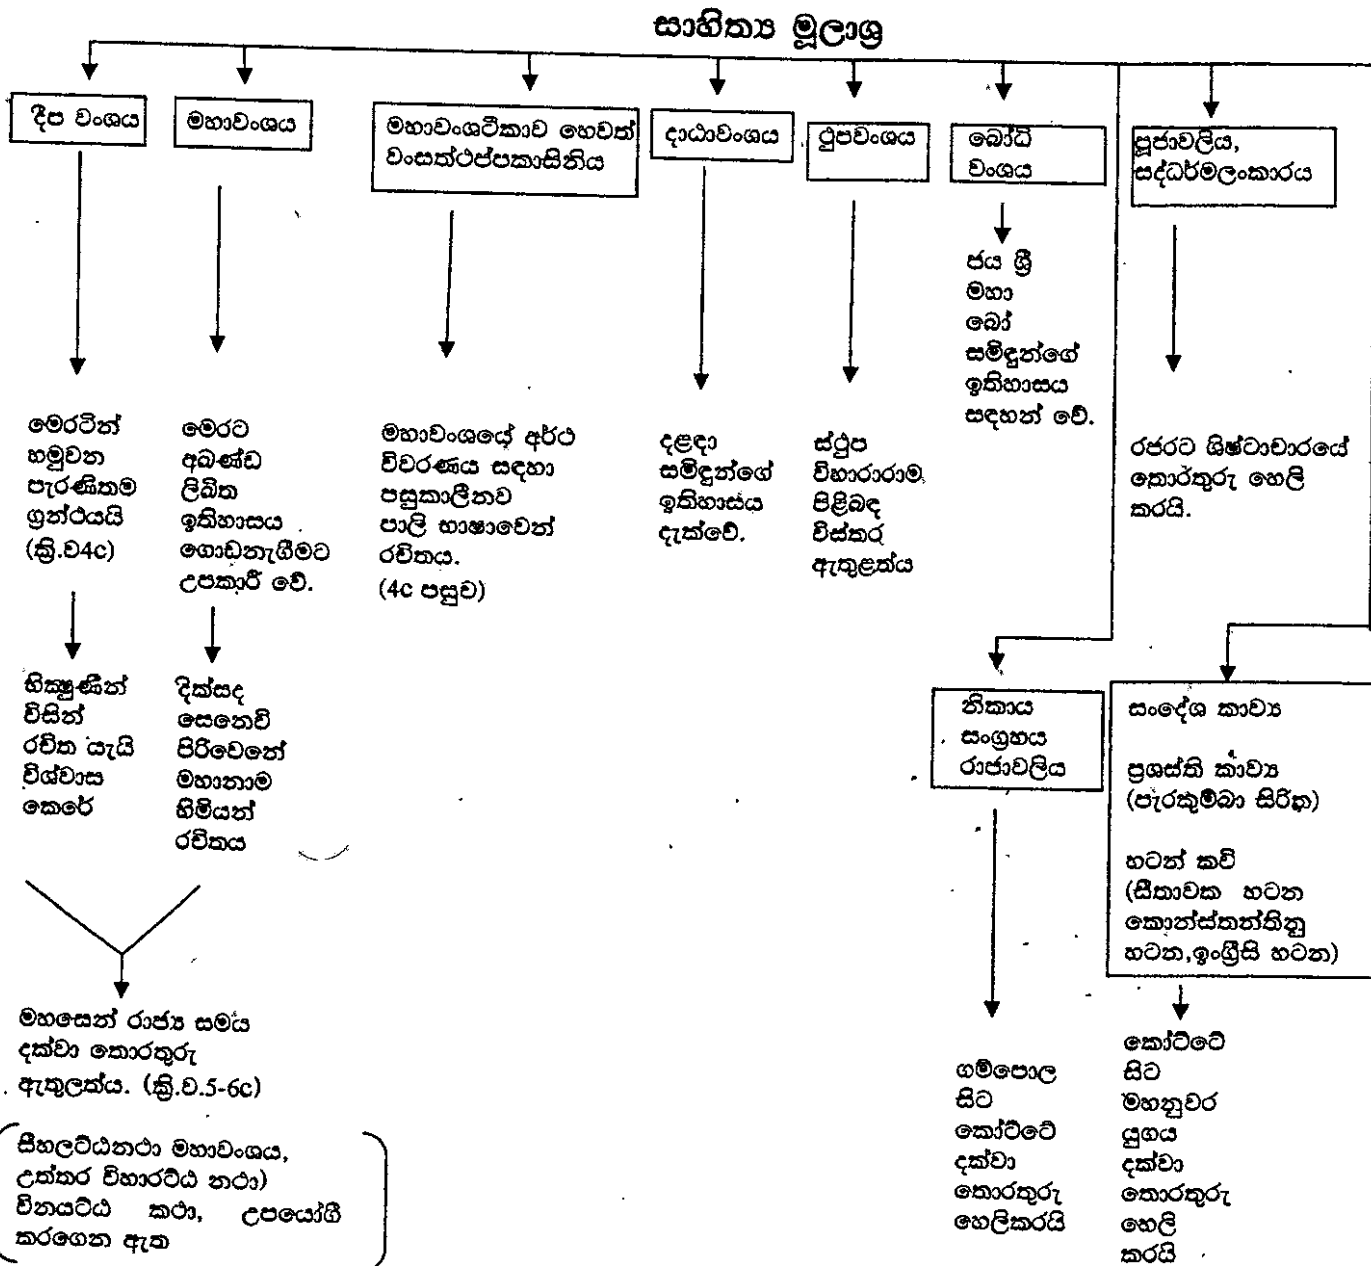 සාහිත්‍ය මූලාශ්‍ර
දීප වංශය
මහාවංශය
මහාවංශටීකාව හෙවත්
වංසත්ථප්පකාසිනිය
දාඨාවංශය
ථුපවංශය
බෝධි
වංශය
පූජාවලිය,
සද්ධර්මලංකාරය
මෙරටින්
හමුවන
පැරණිතම
ග්‍රන්ථයයි
(ක්‍රි.ව4c)
භික්ෂුණීන්
විසින්
රචිත යැයි
විශ්වාස
කෙරේ
මෙරට
අඛණ්ඩ
ලිඛිත
ඉතිහාසය
ගොඩනැගීමට
උපකාරී වේ.
දික්සඳ
සෙනෙවි
පිරිවෙනේ
මහානාම
හිමියන්
රචිතය
මහසෙන් රාජ්‍ය සමය
දක්වා තොරතුරු
ඇතුලත්ය. (ක්‍රි.ව.5-6c)
සීහලට්ඨනථා මහාවංශය,
උත්තර විහාරට්ඨ නථා)
විනයට්ඨ කථා, උපයෝගී
කරගෙන ඇත
මහාවංශයේ අර්ථ
විවරණය සඳහා
පසුකාලීනව
පාලි භාෂාවෙන්
රචිතය.
(4c පසුව)
දළඳා
සමිඳුන්ගේ
ඉතිහාසය
දැක්වේ.
ස්ථුප
විහාරාරාම
පිළිබඳ
විස්තර
ඇතුළත්ය
ජය ශ්‍රී
මහා
බෝ
සමිඳුන්ගේ
ඉතිහාසය
සඳහන් වේ.
රජරට ශිෂ්ටාචාරයේ
තොරතුරු හෙලි
කරයි.
නිකාය
සංග්‍රහය
රාජාවලිය
ගම්පොල
සිට
කෝට්ටේ
දක්වා
තොරතුරු
හෙලිකරයි
සංදේශ කාව්‍ය
ප්‍රශස්ති කාව්‍ය
(පැරකුම්බා සිරිත)
හටන් කවි
(සීතාවක හටන
කොන්ස්තන්තිනු
හටන,ඉංග්‍රීසි හටන)
කෝට්ටේ
සිට
මහනුවර
යුගය
දක්වා
තොරතුරු
හෙලි
කරයි